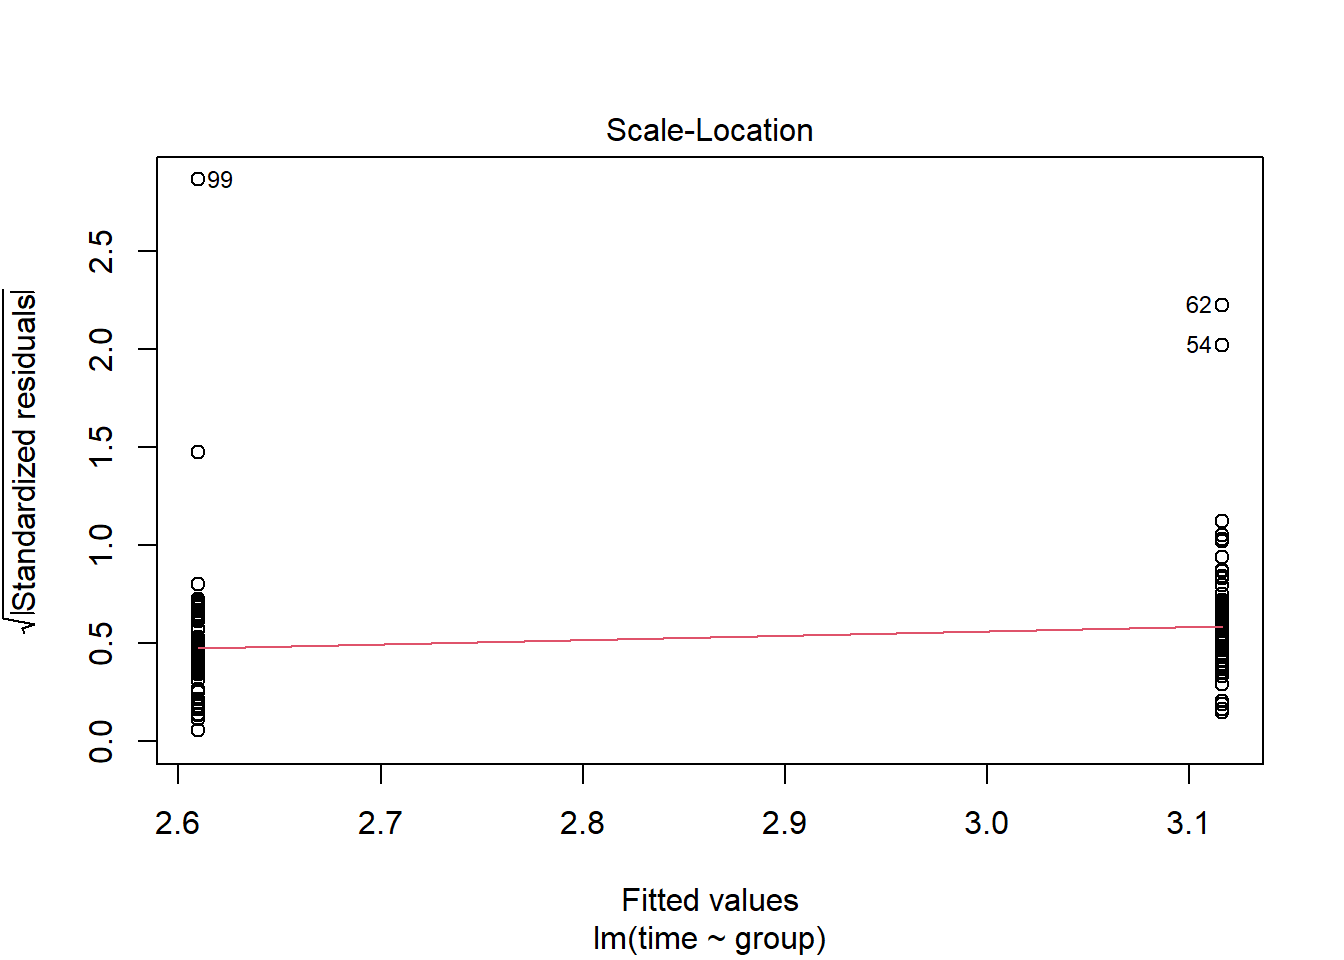 Scale-Location
√|Standardized residuals|
2.5
2.0
1.5
1.0
0.5
0.0
99
62
54
2.6 2.7 2.8 2.9 3.0 3.1
Fitted values
lm(time ~ group)